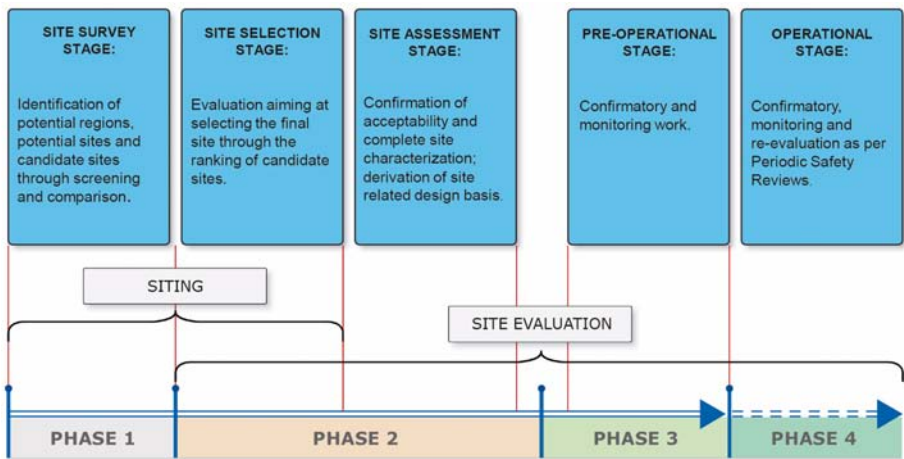 SITE SURVEY
STAGE:
Identification of
potential regions,
potential sites and
candidate sites
through screening
and comparison.
SITE SELECTION
STAGE:
Evaluation aiming at
selecting the final
site through the
ranking of candidate
sites.
SITE ASSESSMENT
STAGE:
Confirmation of
acceptability and
complete site
characterization;
derivation of site
related design basis.
PRE-OPERATIONAL
STAGE:
Confirmatory and
monitoring work.
OPERATIONAL
STAGE:
Confirmatory,
monitoring and
re-evaluation as per
Periodic Safety
Reviews.
SITING
SITE EVALUATION
PHASE 1
PHASE 2
PHASE 3
PHASE 4